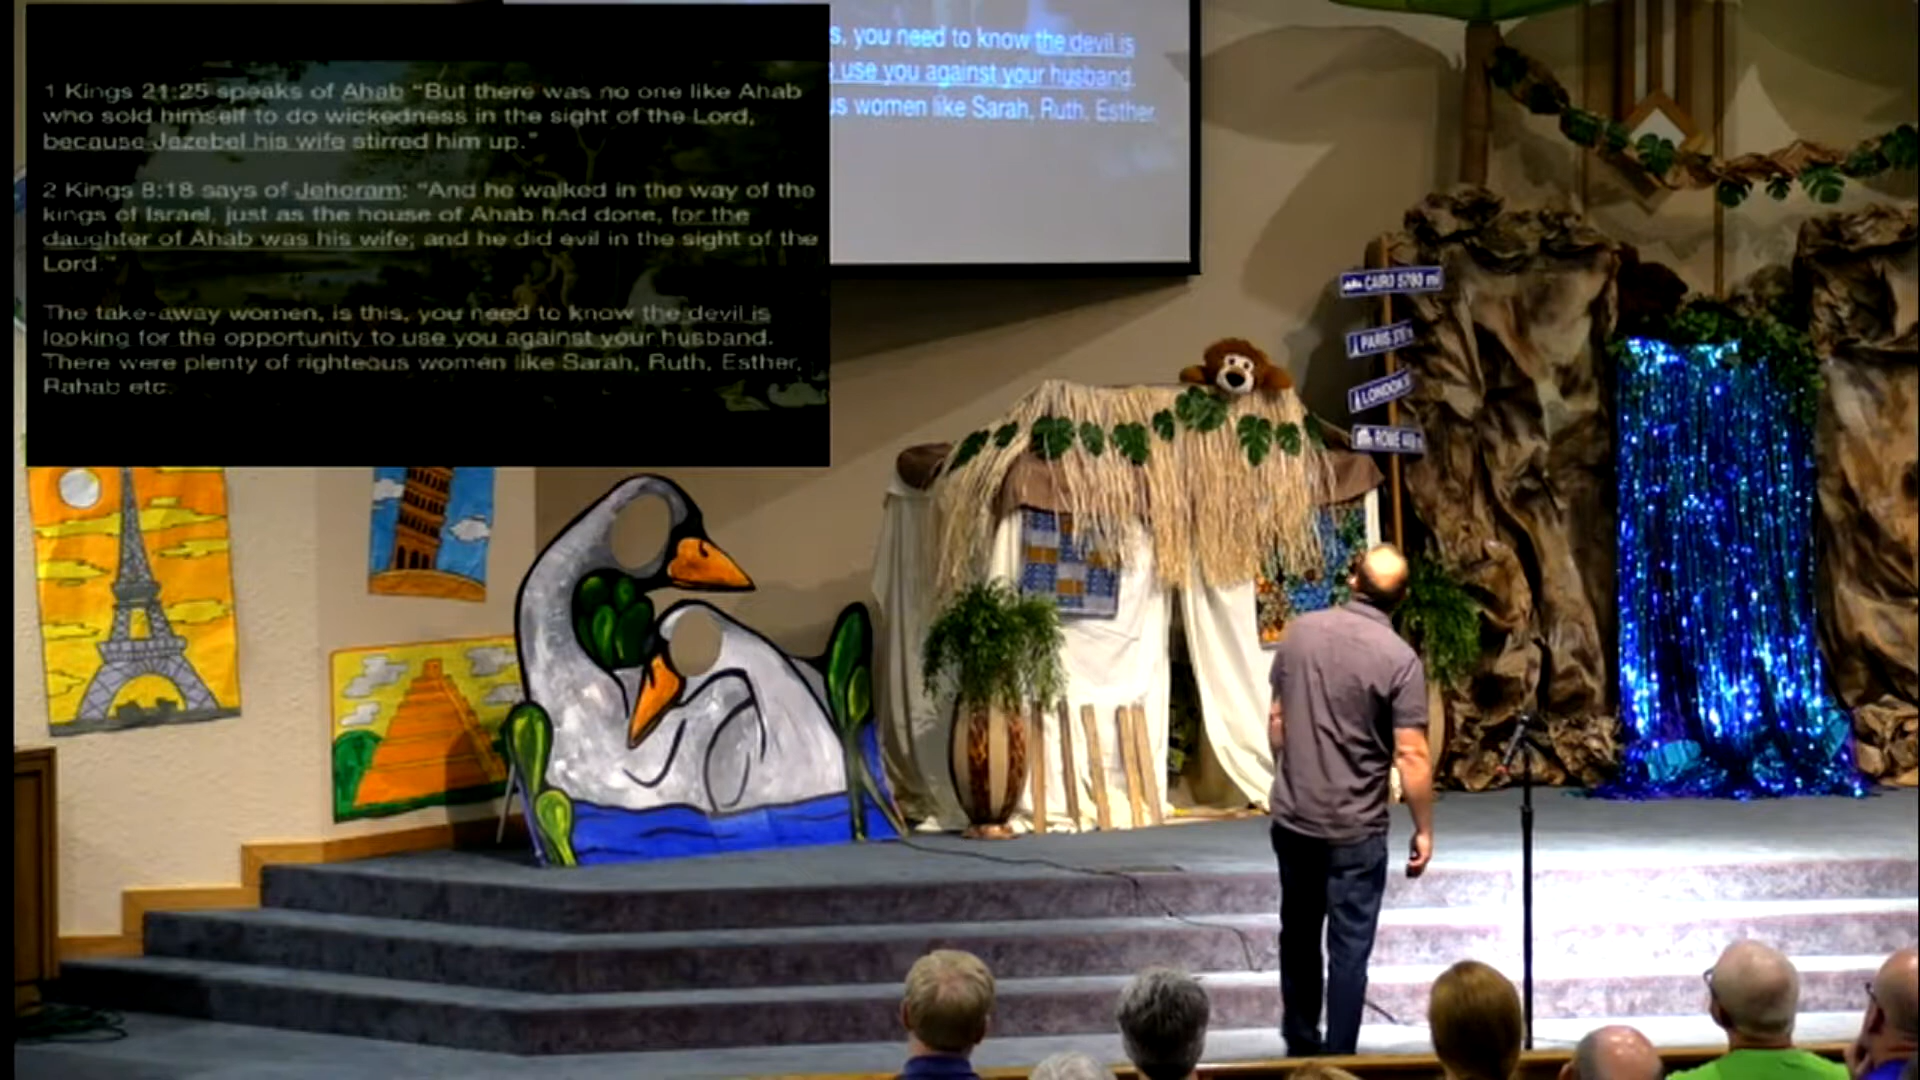 1 Kings 21:25 speaks of Ahab “But there was no one like Ahab
who sold himself to do wickedness in the sight of the Lord,
because Jezebel his wife stirred him up.”
2 Kings 8:18 says of Jehoram: “And he walked in the way of the
kings of Israel, just as the house of Ahab had done, for the
daughter of Ahab was his wife; and he did evil in the sight of the
Lord.”
The take-away women, is this, you need to know the devil is
looking for the opportunity to use you against your husband.
There were plenty of righteous women like Sarah, Ruth, Esther,
Rahab etc.
s, you need to know the devil is
use you against your husband.
us women like Sarah, Ruth, Esther,
CAIRO 5780 mi
PARIS
LONDON
ROME